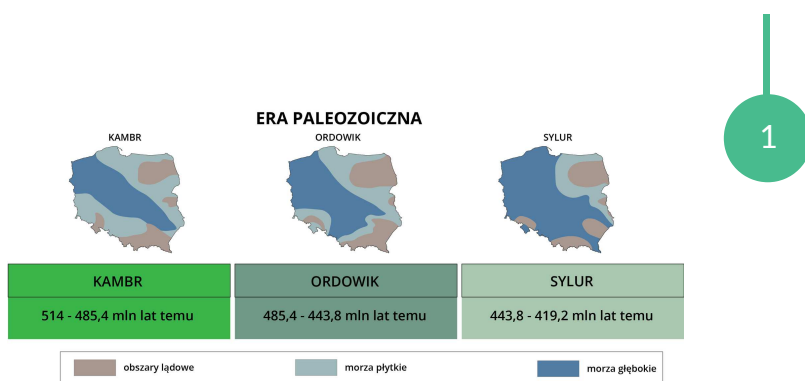 ERA PALEOZOICZNA
KAMBR
ORDOWIK
SYLUR
1
KAMBR
ORDOWIK
SYLUR
514 - 485,4 mln lat temu
485,4 - 443,8 mln lat temu
443,8 - 419,2 mln lat temu
obszary lądowe
morza płytkie
morza głębokie